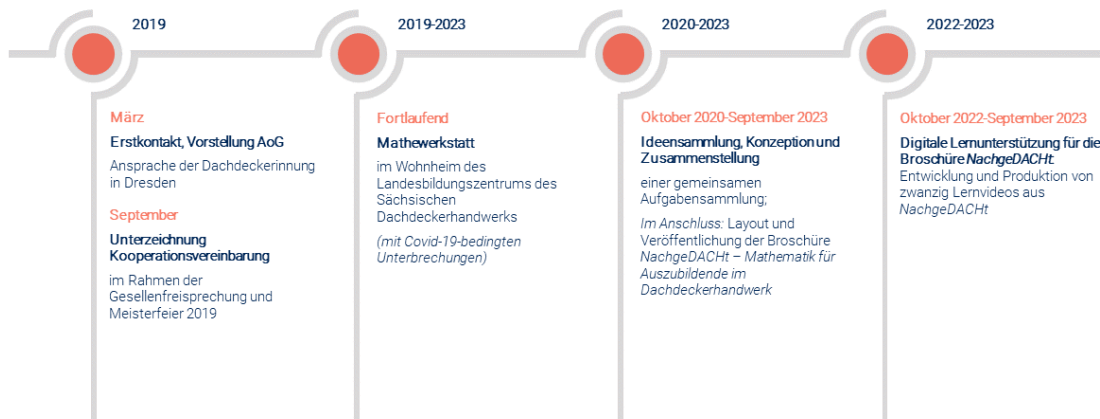 2019
März
Erstkontakt, Vorstellung AoG
Ansprache der Dachdeckerinnung
in Dresden
September
Unterzeichnung
Kooperationsvereinbarung
im Rahmen der
Gesellenfreisprechung und
Meisterfeier 2019
2019-2023
Fortlaufend
Mathewerkstatt
im Wohnheim des
Landesbildungszentrums des
Sächsischen
Dachdeckerhandwerks
(mit Covid-19-bedingten
Unterbrechungen)
2020-2023
Oktober 2020-September 2023
Ideensammlung, Konzeption und
Zusammenstellung
einer gemeinsamen
Aufgabensammlung;
Im Anschluss: Layout und
Veröffentlichung der Broschüre
NachgeDACHt – Mathematik für
Auszubildende im
Dachdeckerhandwerk
2022-2023
Oktober 2022-September 2023
Digitale Lernunterstützung für die
Broschüre NachgeDACHt:
Entwicklung und Produktion von
zwanzig Lernvideos aus
NachgeDACHt